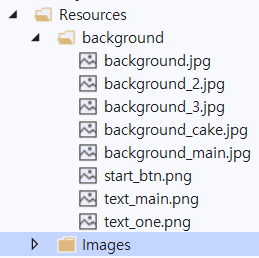 Resources
background
background.jpg
background_2.jpg
background_3.jpg
background_cake.jpg
background_main.jpg
start_btn.png
text_main.png
text_one.png
Images